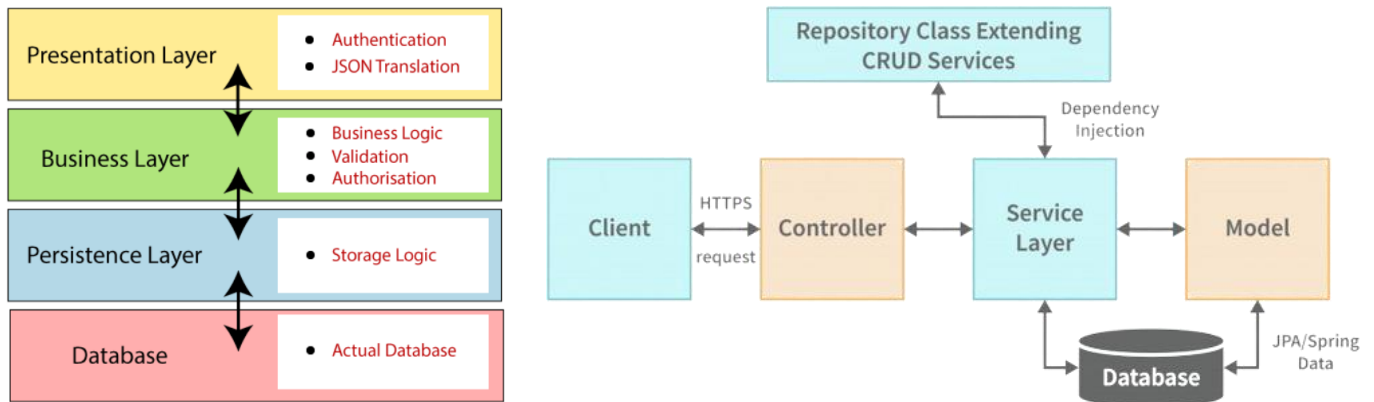 Presentation Layer
Authentication
JSON Translation
Business Layer
Business Logic
Validation
Authorisation
Persistence Layer
Storage Logic
Database
Actual Database
Repository Class Extending
CRUD Services
Dependency
Injection
Client
HTTPS
request
Controller
Service
Layer
Model
JPA/Spring
Data
Database